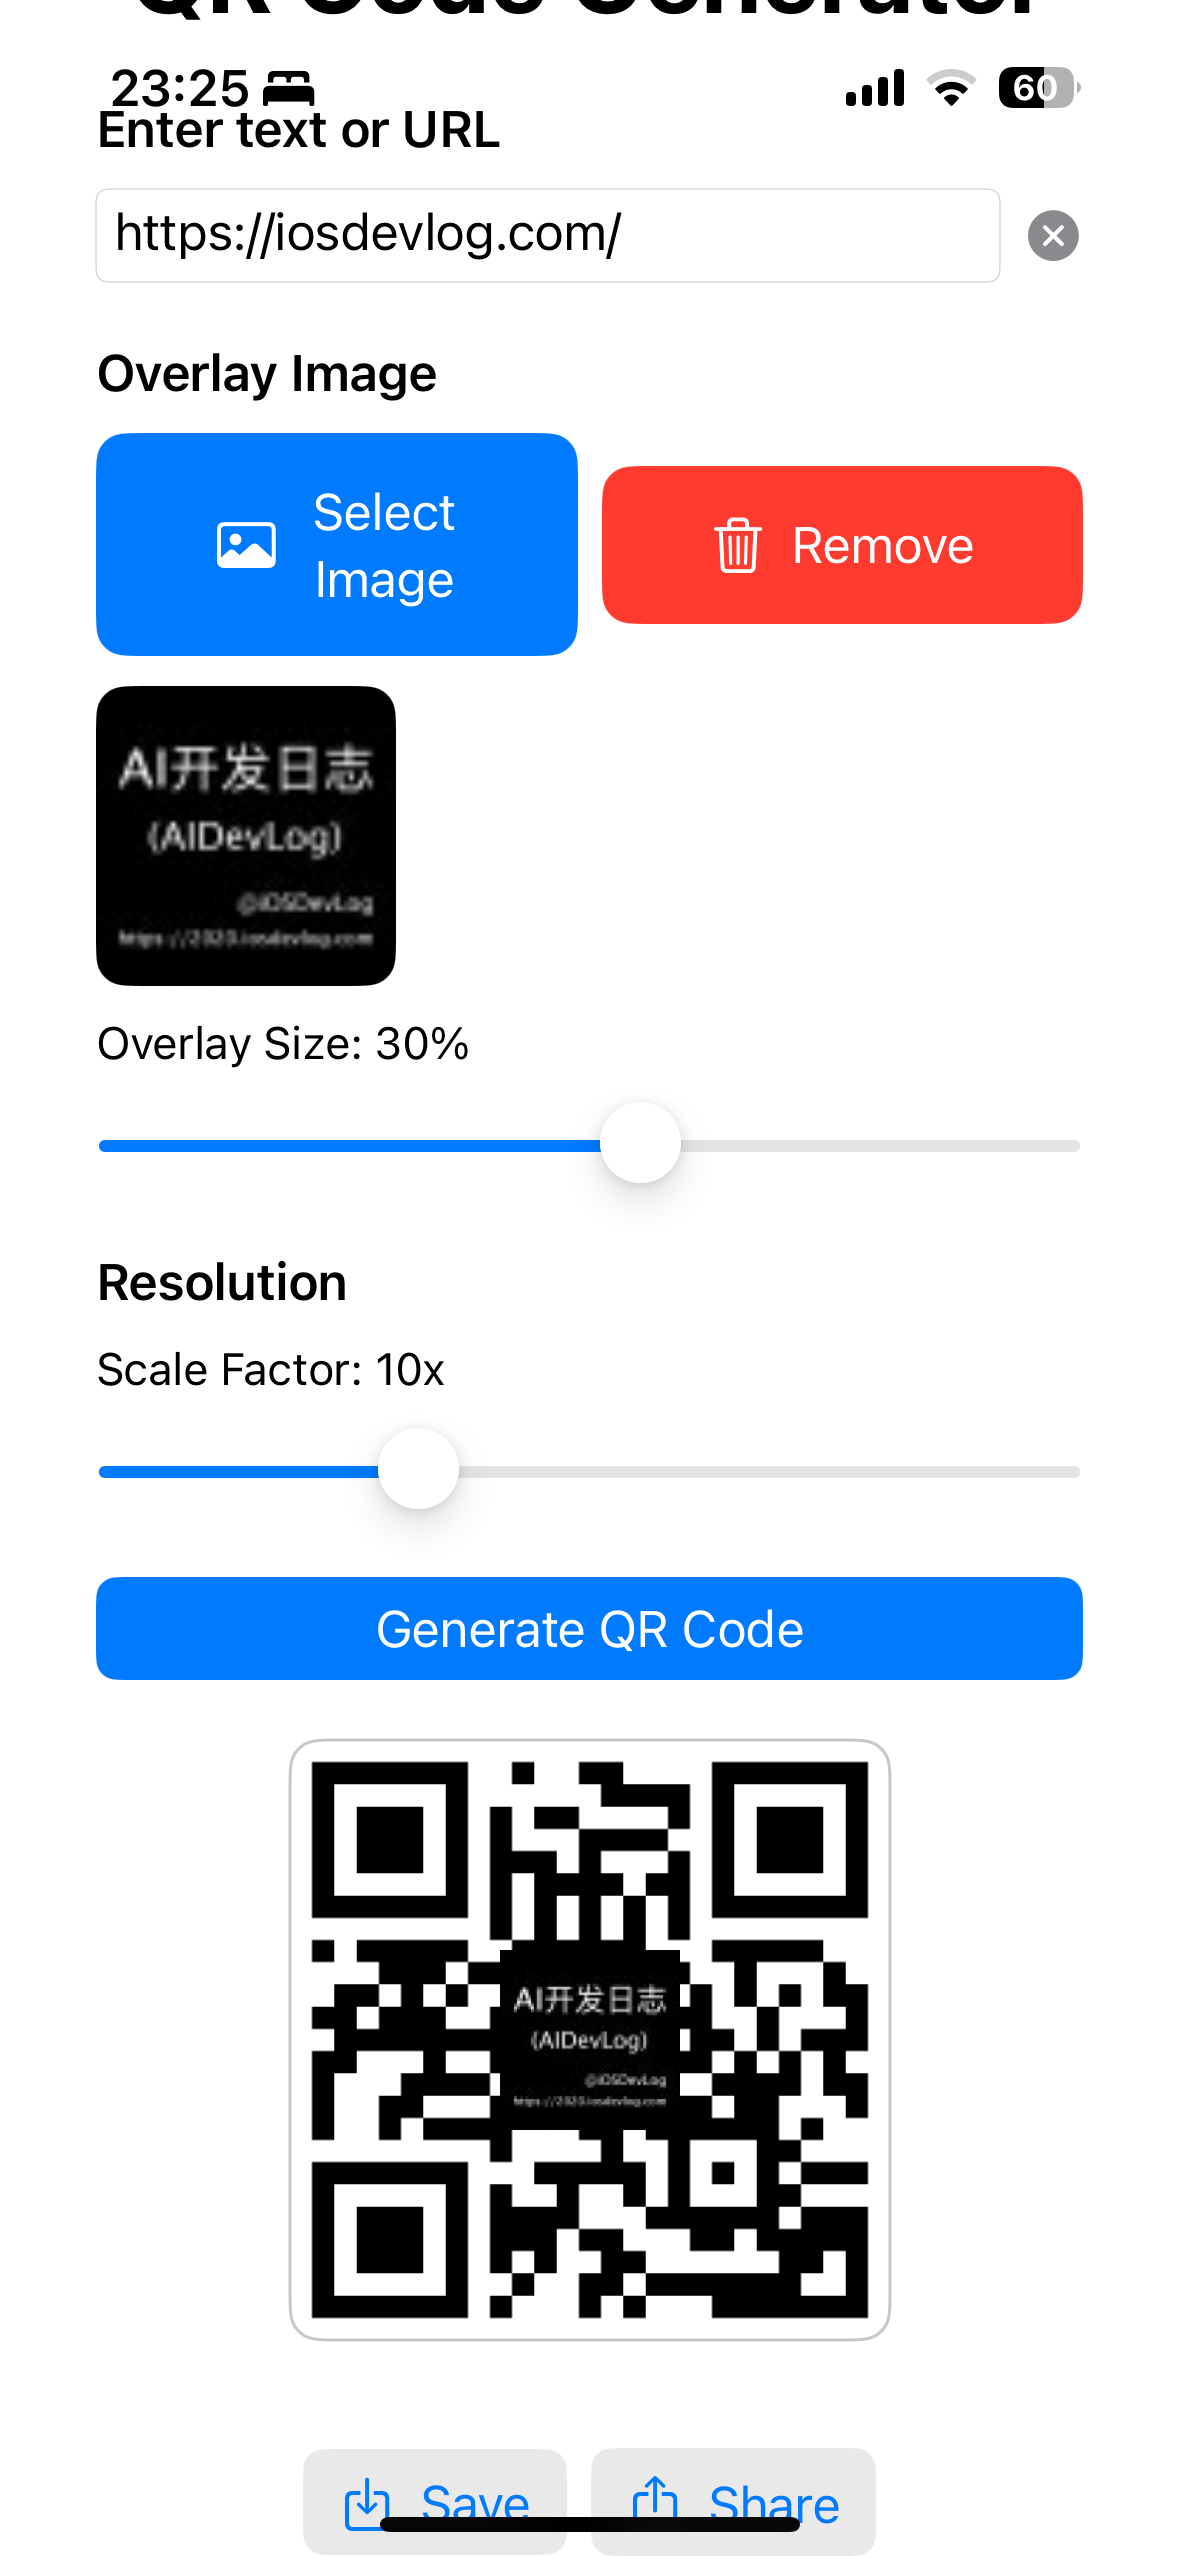 QR Code Generator
23:25
60
Enter text or URL
https://iosdevlog.com/
Overlay Image
Select
Image
Remove
AI开发日志
(AIDevLog)
@iOSDevLog
https://2020.iosdevlog.com
Overlay Size: 30%
Resolution
Scale Factor: 10x
Generate QR Code
AI开发日志
(AIDevLog)
@iOSDevLog
https://2020.iosdevlog.com
Save
Share